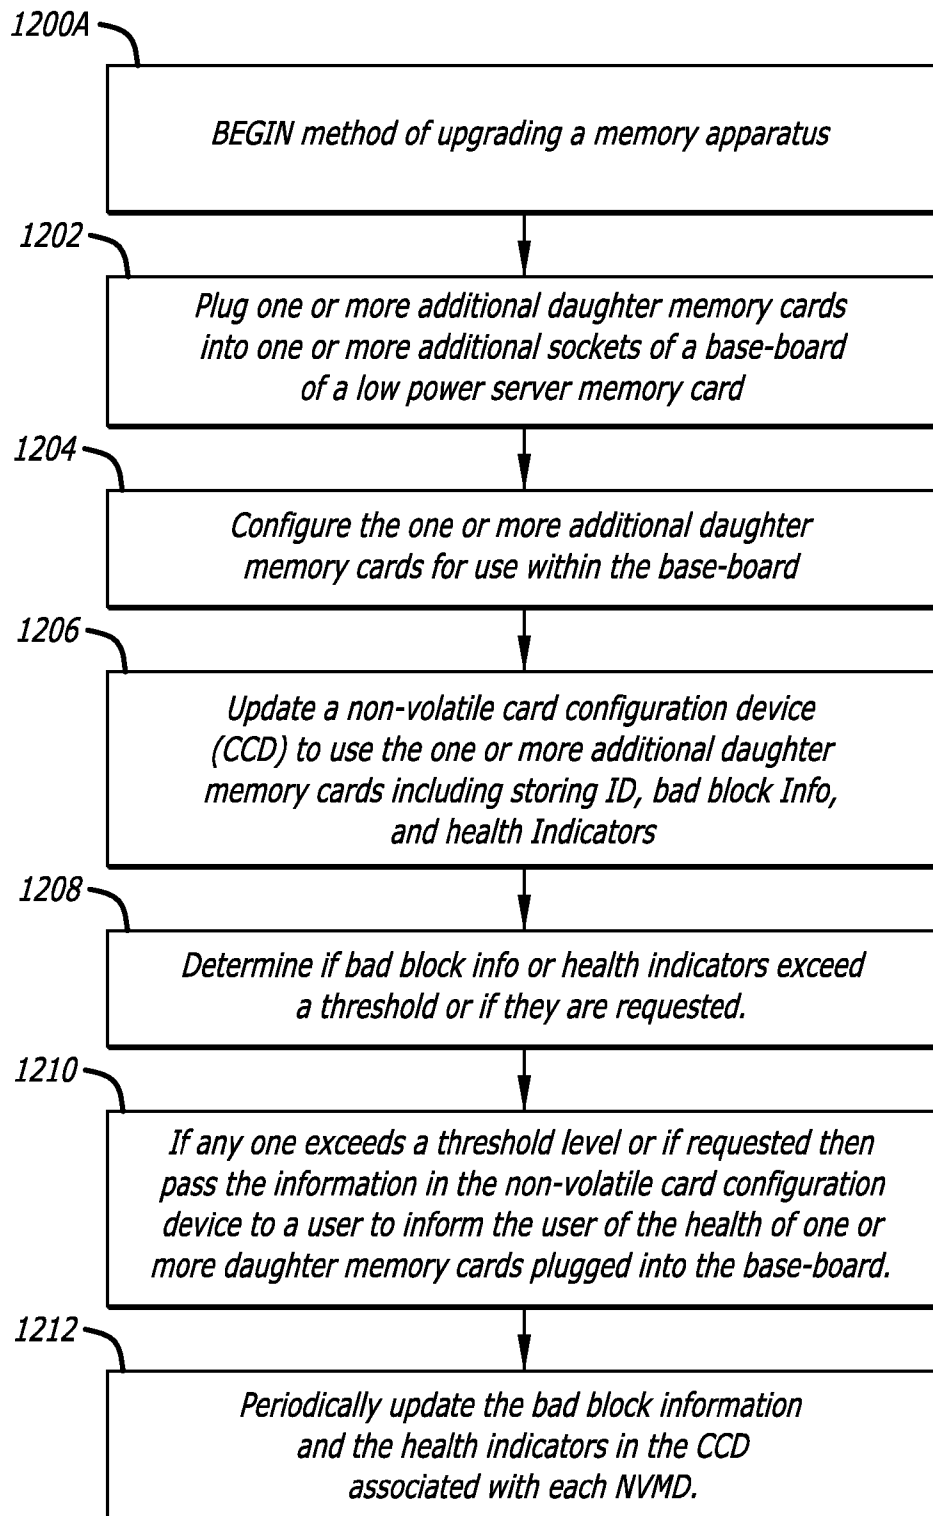 1200A
BEGIN method of upgrading a memory apparatus
1202
Plug one or more additional daughter memory cards
into one or more additional sockets of a base-board
of a low power server memory card
1204
Configure the one or more additional daughter
memory cards for use within the base-board
1206
Update a non-volatile card configuration device
(CCD) to use the one or more additional daughter
memory cards including storing ID, bad block Info,
and health Indicators
1208
Determine if bad block info or health indicators exceed
a threshold or if they are requested.
1210
If any one exceeds a threshold level or if requested then
pass the information in the non-volatile card configuration
device to a user to inform the user of the health of one or
more daughter memory cards plugged into the base-board.
1212
Periodically update the bad block information
and the health indicators in the CCD
associated with each NVMD.